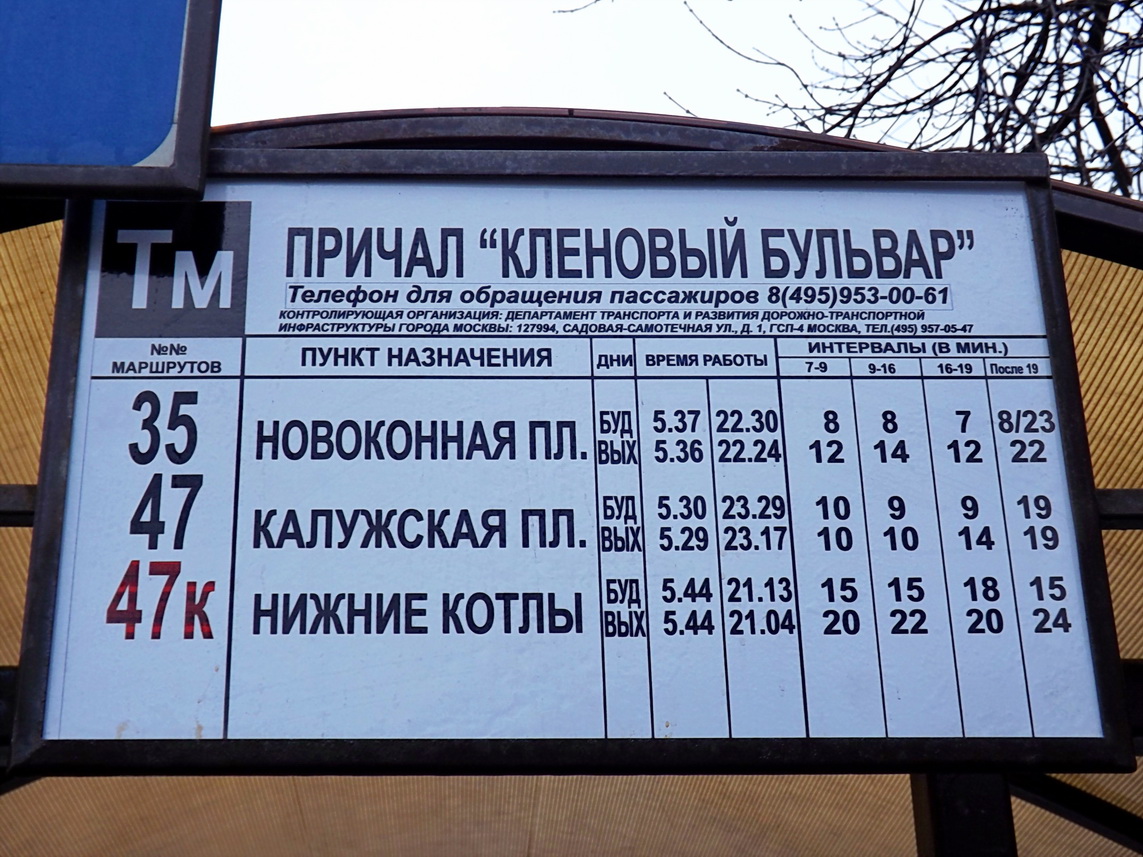 Тм
ПРИЧАЛ “КЛЕНОВЫЙ БУЛЬВАР”
Телефон для обращения пассажиров 8(495)953-00-61
КОНТРОЛИРУЮЩАЯ ОРГАНИЗАЦИЯ: ДЕПАРТАМЕНТ ТРАНСПОРТА И РАЗВИТИЯ ДОРОЖНО-ТРАНСПОРТНОЙ
ИНФРАСТРУКТУРЫ ГОРОДА МОСКВЫ: 127994, САДОВАЯ-САМОТЕЧНАЯ УЛ., Д. 1, ГСП-4 МОСКВА, ТЕЛ.(495) 957-05-47
№№ МАРШРУТОВ ПУНКТ НАЗНАЧЕНИЯ ДНИ ВРЕМЯ РАБОТЫ ИНТЕРВАЛЫ (В МИН.)
7-9 9-16 16-19 После 19
35 НОВОКОННАЯ ПЛ. БУД 5.37 22.30 8 8 7 8/23
ВЫХ 5.36 22.24 12 14 12 22
47 КАЛУЖСКАЯ ПЛ. БУД 5.30 23.29 10 9 9 19
ВЫХ 5.29 23.17 10 10 14 19
47к НИЖНИЕ КОТЛЫ БУД 5.44 21.13 15 15 18 15
ВЫХ 5.44 21.04 20 22 20 24